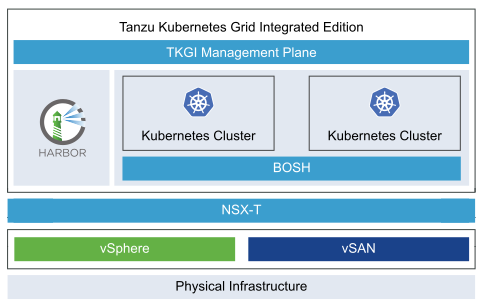 Tanzu Kubernetes Grid Integrated Edition
TKGI Management Plane
HARBOR
Kubernetes Cluster
Kubernetes Cluster
BOSH
NSX-T
vSphere
vSAN
Physical Infrastructure